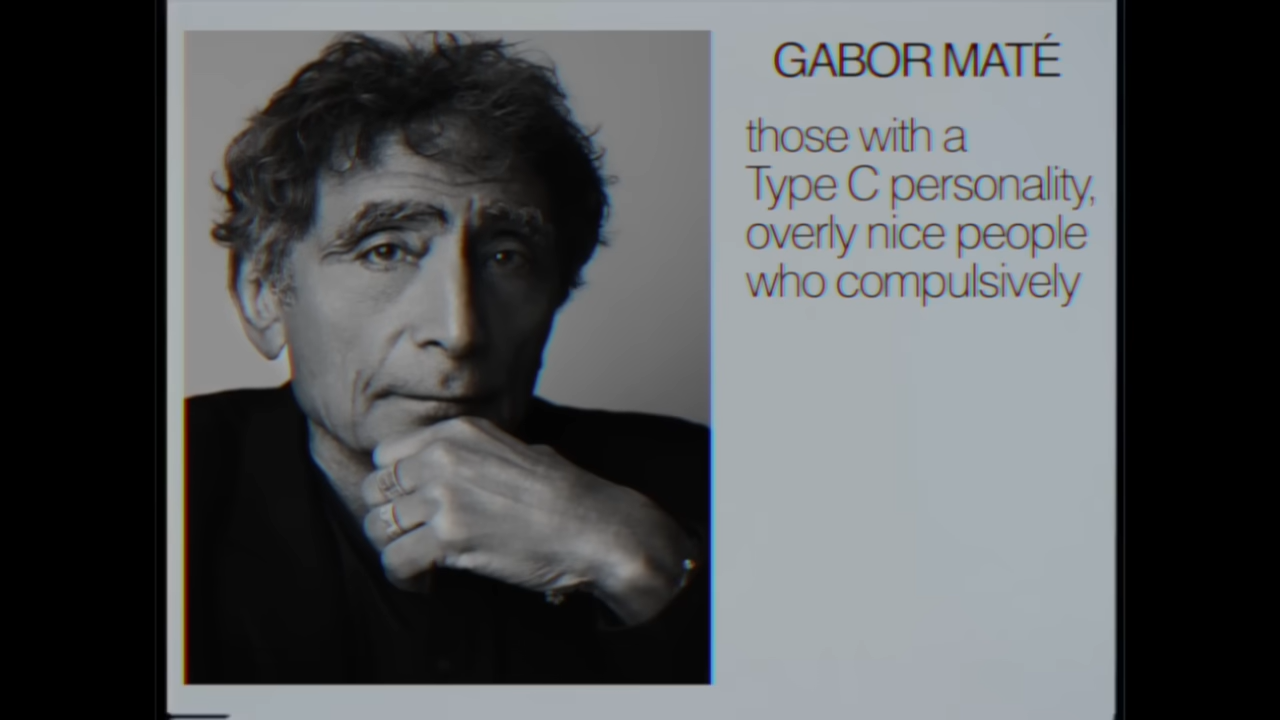 GABOR MATÉ
those with a
Type C personality,
overly nice people
who compulsively